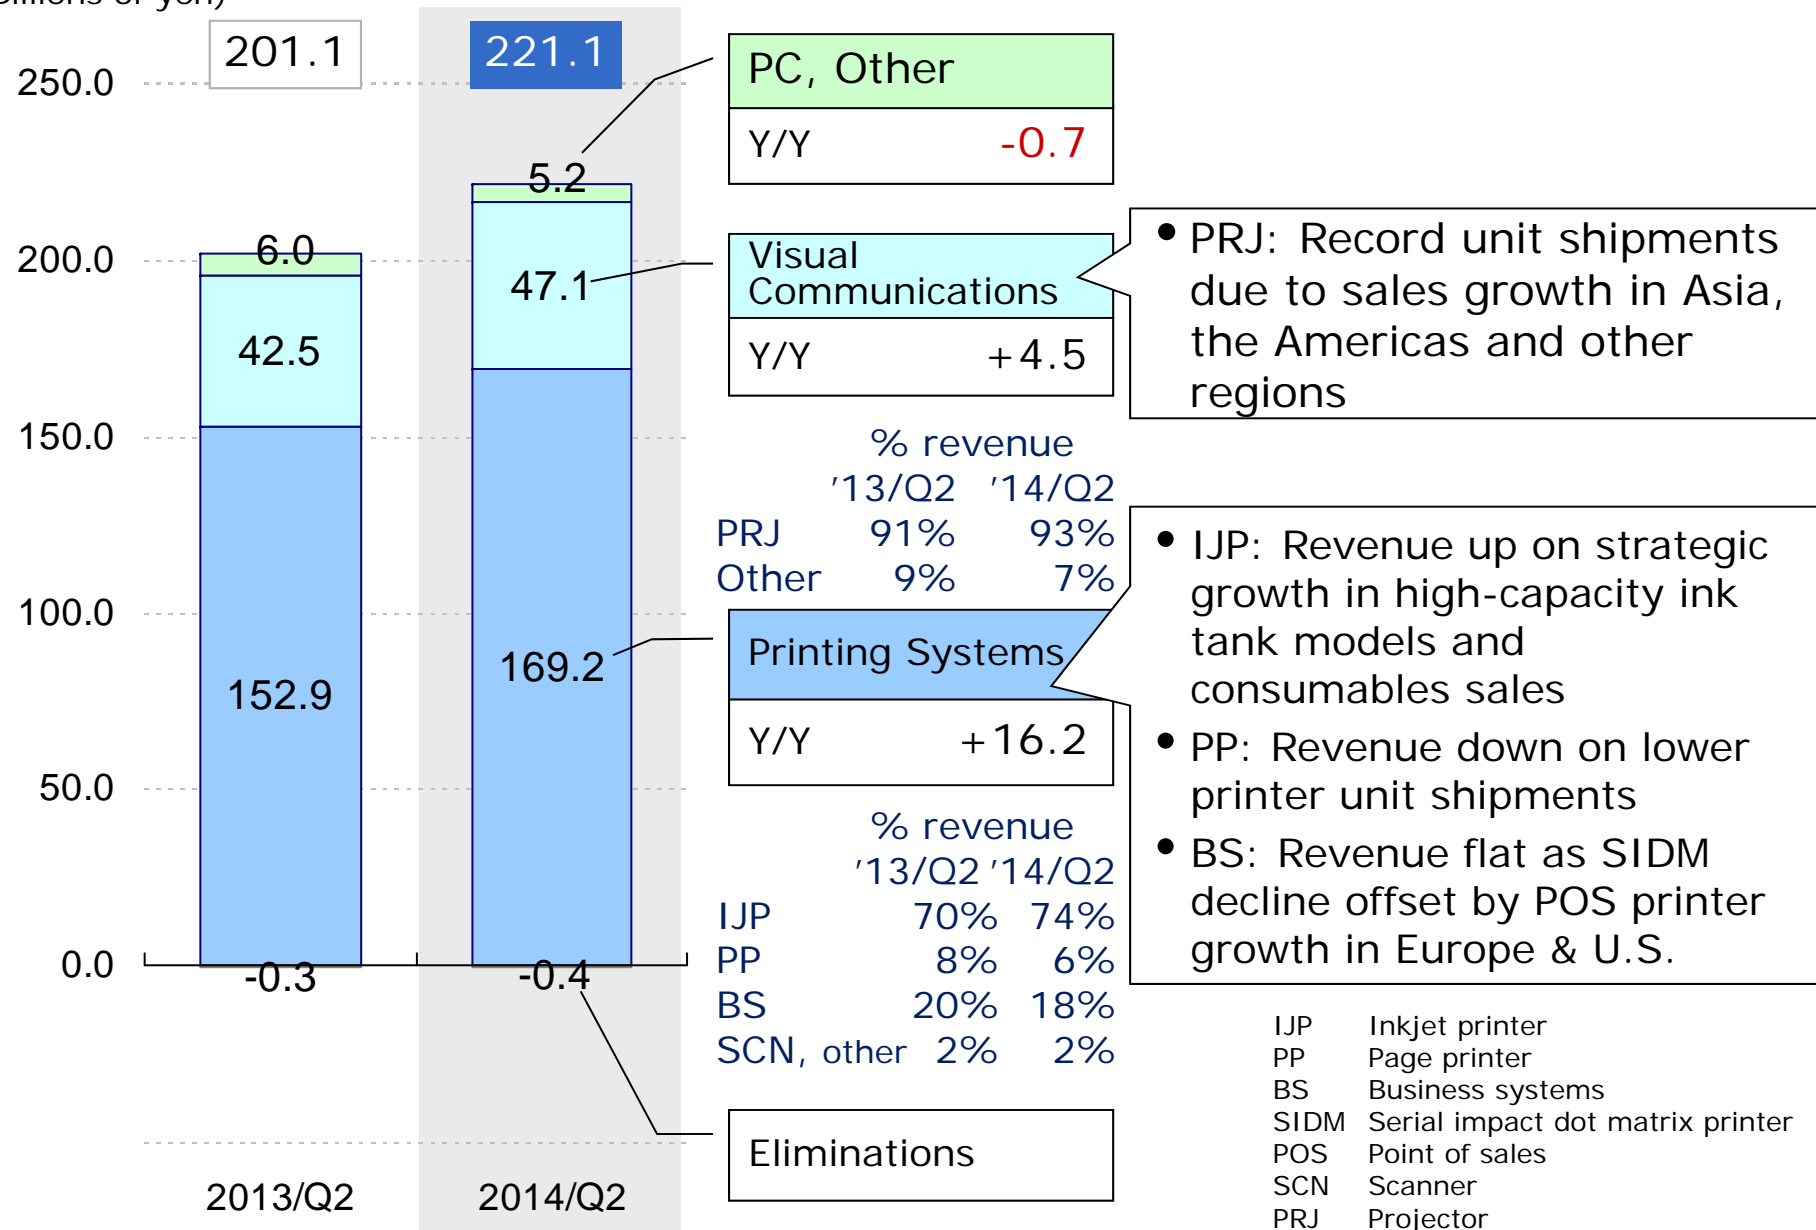 of yen)
201.1
221.1
250.0
200.0
150.0
100.0
50.0
0.0
6.0
42.5
152.9
-0.3
5.2
47.1
169.2
-0.4
2013/Q2
2014/Q2
PC, Other
Y/Y -0.7
Visual
Communications
Y/Y +4.5
% revenue
'13/Q2 '14/Q2
PRJ 91% 93%
Other 9% 7%
Printing Systems
Y/Y +16.2
% revenue
'13/Q2 '14/Q2
IJP 70% 74%
PP 8% 6%
BS 20% 18%
SCN, other 2% 2%
Eliminations
• PRJ: Record unit shipments
due to sales growth in Asia,
the Americas and other
regions
• IJP: Revenue up on strategic
growth in high-capacity ink
tank models and
consumables sales
• PP: Revenue down on lower
printer unit shipments
• BS: Revenue flat as SIDM
decline offset by POS printer
growth in Europe & U.S.
IJP Inkjet printer
PP Page printer
BS Business systems
SIDM Serial impact dot matrix printer
POS Point of sales
SCN Scanner
PRJ Projector